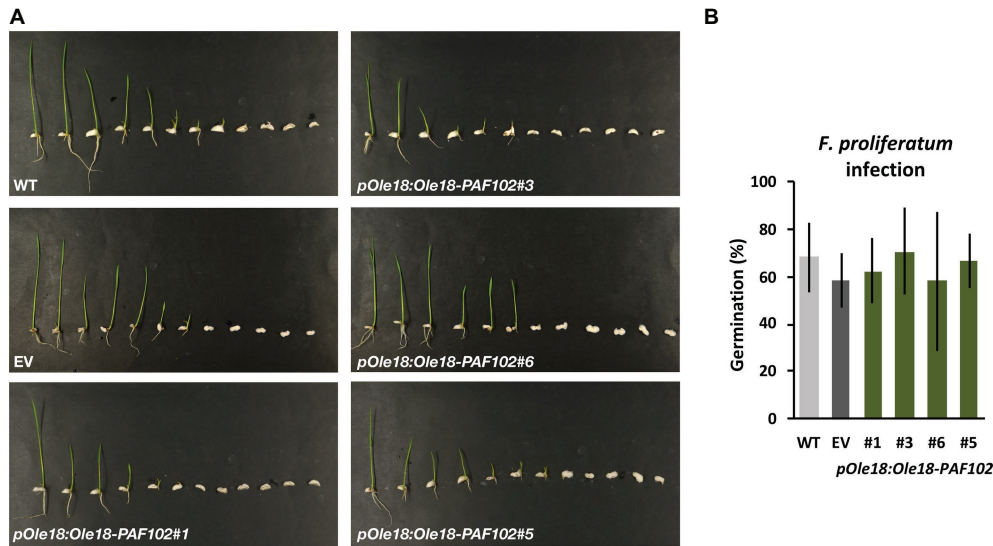 A
B
WT
pOle18:Ole18-PAF102#3
EV
pOle18:Ole18-PAF102#6
pOle18:Ole18-PAF102#1
pOle18:Ole18-PAF102#5
F. proliferatum
infection
Germination (%)
100
80
60
40
20
0
WT EV #1 #3 #6 #5
pOle18:Ole18-PAF102